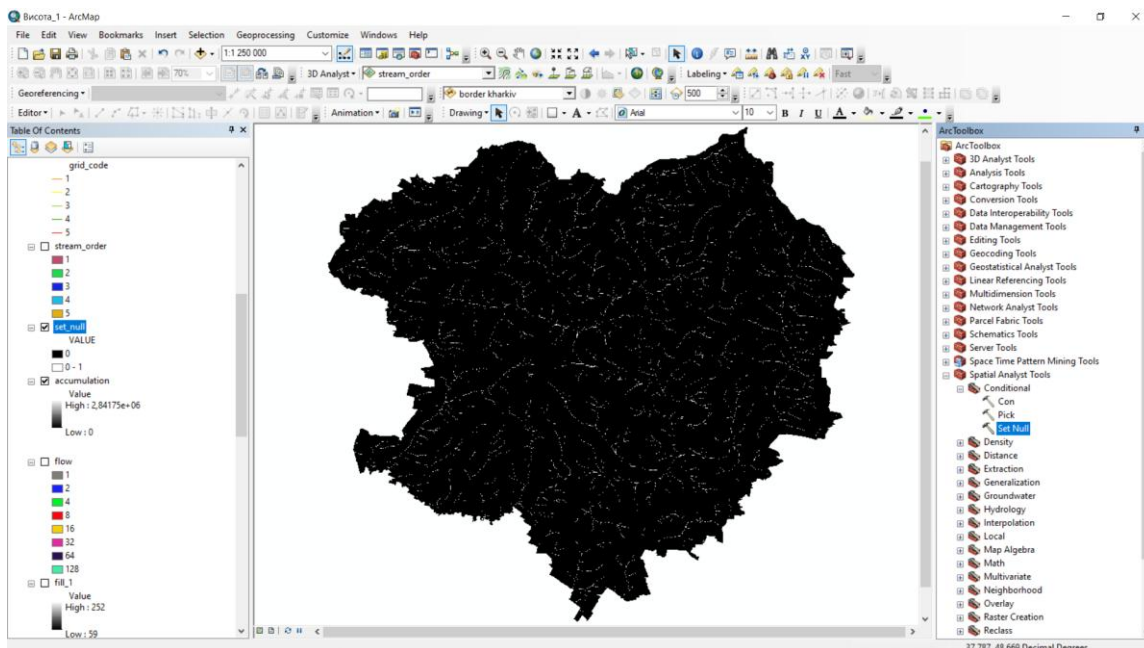 Висота_1 - ArcMap
File Edit View Bookmarks Insert Selection Geoprocessing Customize Windows Help
1:1 250 000
70% 3D Analyst stream_order Labeling Fast
Georeferencing border kharkiv 500
Editor Animation Drawing A Arial 10 B I U A
Table Of Contents
grid_code
1
2
3
4
5
stream_order
1
2
3
4
5
set_null
VALUE
0
0 - 1
accumulation
Value
High : 2,84175e+06
Low : 0
flow
1
2
4
8
16
32
64
128
fill_1
Value
High : 252
Low : 59
ArcToolbox
ArcToolbox
3D Analyst Tools
Analysis Tools
Cartography Tools
Conversion Tools
Data Interoperability Tools
Data Management Tools
Editing Tools
Geocoding Tools
Geostatistical Analyst Tools
Linear Referencing Tools
Multidimension Tools
Network Analyst Tools
Parcel Fabric Tools
Schematics Tools
Server Tools
Space Time Pattern Mining Tools
Spatial Analyst Tools
Conditional
Con
Pick
Set Null
Density
Distance
Extraction
Generalization
Groundwater
Hydrology
Interpolation
Local
Map Algebra
Math
Multivariate
Neighborhood
Overlay
Raster Creation
Reclass
37,787 48,669 Decimal Degrees